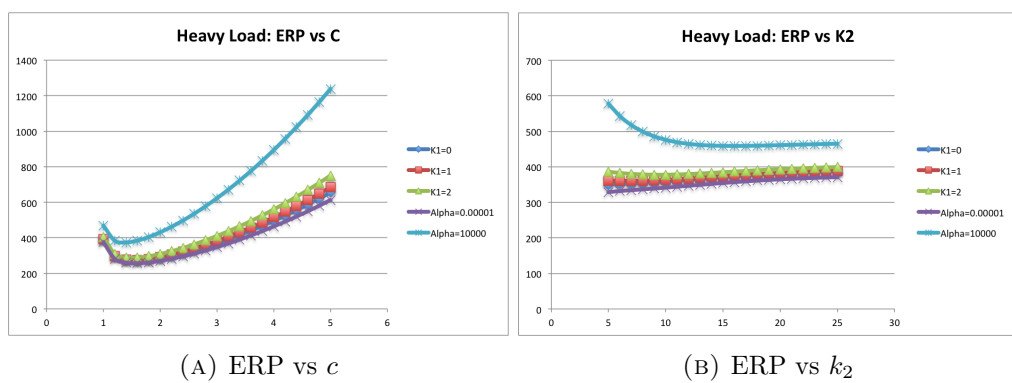 Heavy Load: ERP vs C
1400
1200
1000
800
600
400
200
0
0 1 2 3 4 5 6
K1=0
K1=1
K1=2
Alpha=0.00001
Alpha=10000
(A) ERP vs c
Heavy Load: ERP vs K2
700
600
500
400
300
200
100
0
0 5 10 15 20 25 30
K1=0
K1=1
K1=2
Alpha=0.00001
Alpha=10000
(B) ERP vs k₂